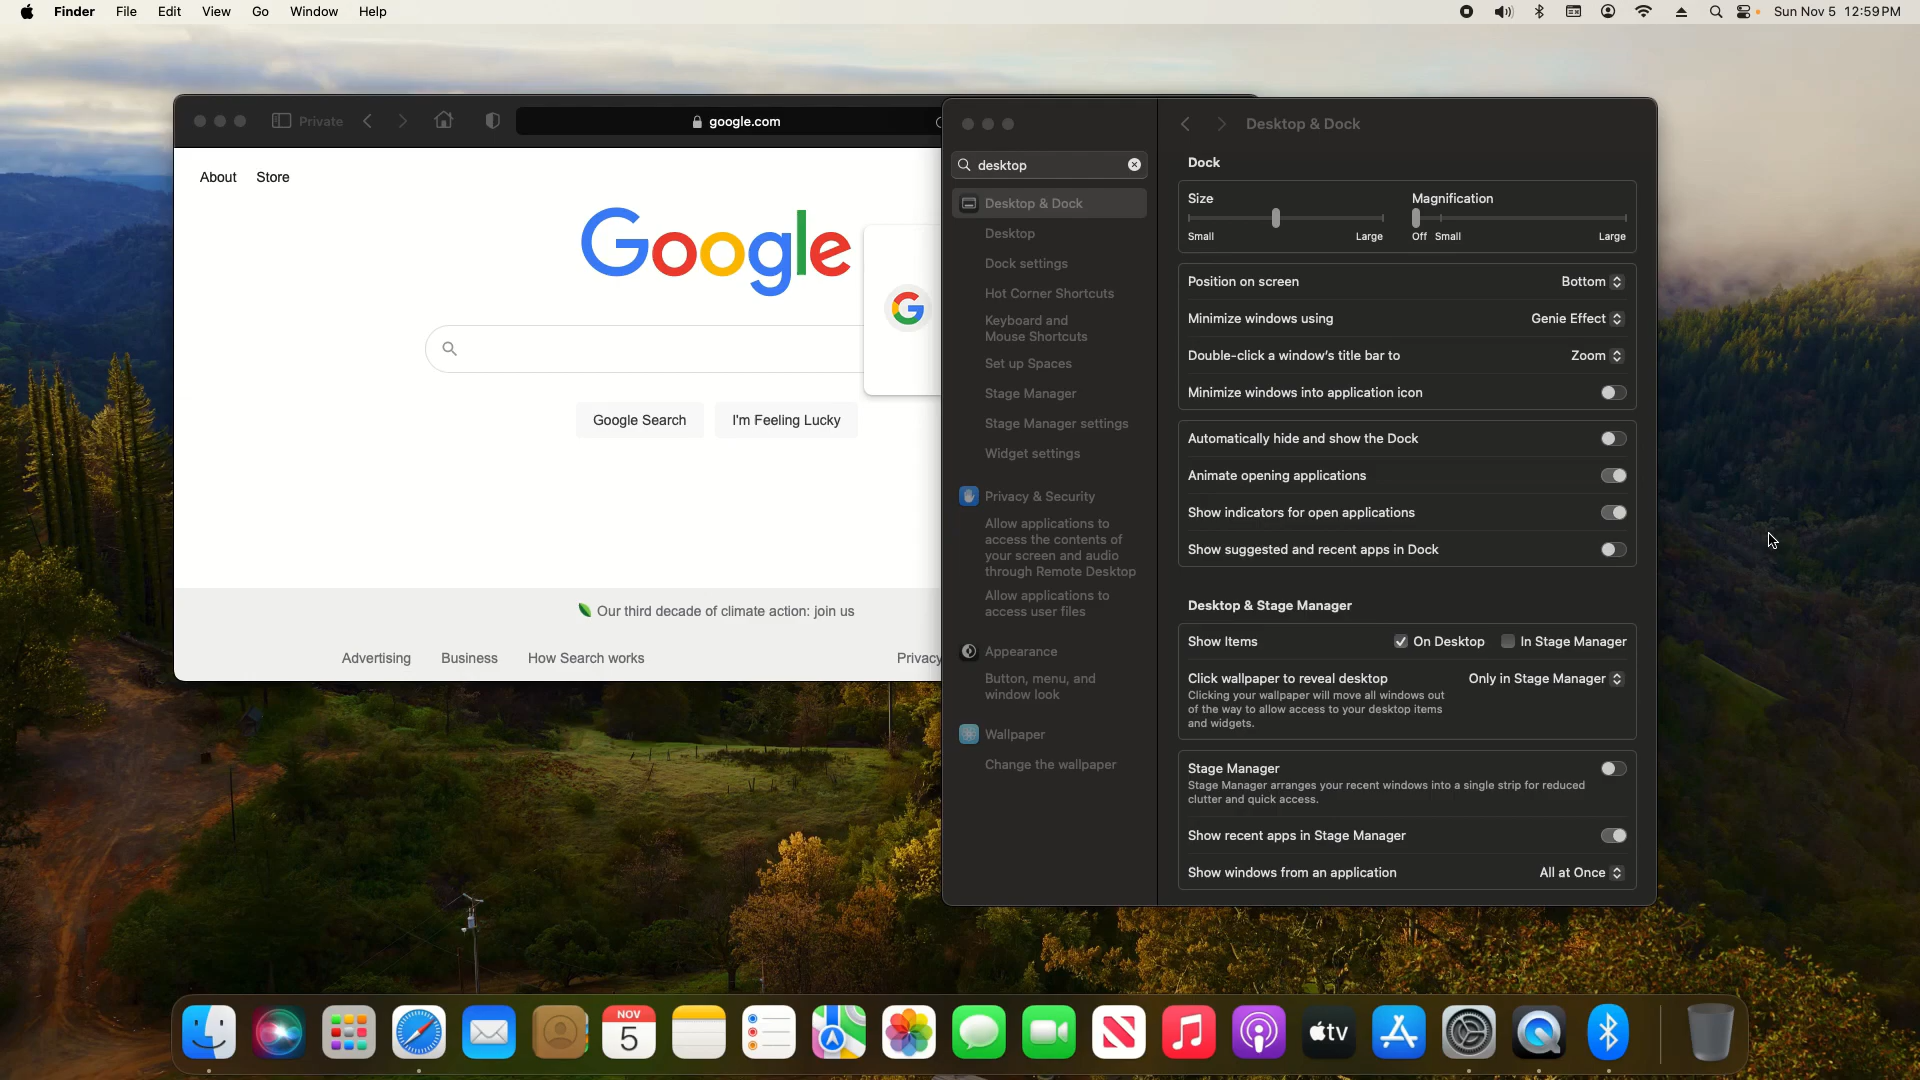 Finder File Edit View Go Window Help
Sun Nov 5 12:59 PM
Private
google.com
About Store
Google
Google Search I'm Feeling Lucky
Our third decade of climate action: join us
Advertising Business How Search works Privacy
desktop
Desktop & Dock
Desktop
Dock settings
Hot Corner Shortcuts
Keyboard and
Mouse Shortcuts
Set up Spaces
Stage Manager
Stage Manager settings
Widget settings
Privacy & Security
Allow applications to
access the contents of
your screen and audio
through Remote Desktop
Allow applications to
access user files
Appearance
Button, menu, and
window look
Wallpaper
Change the wallpaper
Desktop & Dock
Dock
Size Magnification
Small Large Off Small Large
Position on screen Bottom
Minimize windows using Genie Effect
Double-click a window's title bar to Zoom
Minimize windows into application icon
Automatically hide and show the Dock
Animate opening applications
Show indicators for open applications
Show suggested and recent apps in Dock
Desktop & Stage Manager
Show Items On Desktop In Stage Manager
Click wallpaper to reveal desktop Only in Stage Manager
Clicking your wallpaper will move all windows out
of the way to allow access to your desktop items
and widgets.
Stage Manager
Stage Manager arranges your recent windows into a single strip for reduced
clutter and quick access.
Show recent apps in Stage Manager
Show windows from an application All at Once
NOV
5
tv